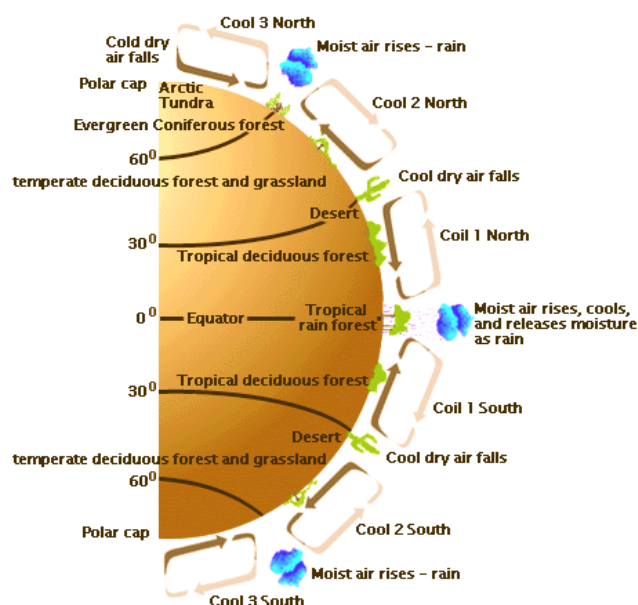 Cool 3 North
Cold dry
air falls
Moist air rises – rain
Polar cap
Arctic
Tundra
Cool 2 North
Evergreen Coniferous forest
60⁰
Cool dry air falls
temperate deciduous forest and grassland
Desert
30⁰
Coil 1 North
Tropical deciduous forest
0⁰
Equator
Tropical
rain forest
Moist air rises, cools,
and releases moisture
as rain
Tropical deciduous forest
30⁰
Coil 1 South
Desert
temperate deciduous forest and grassland
Cool dry air falls
60⁰
Cool 2 South
Polar cap
Moist air rises – rain
Cool 3 South